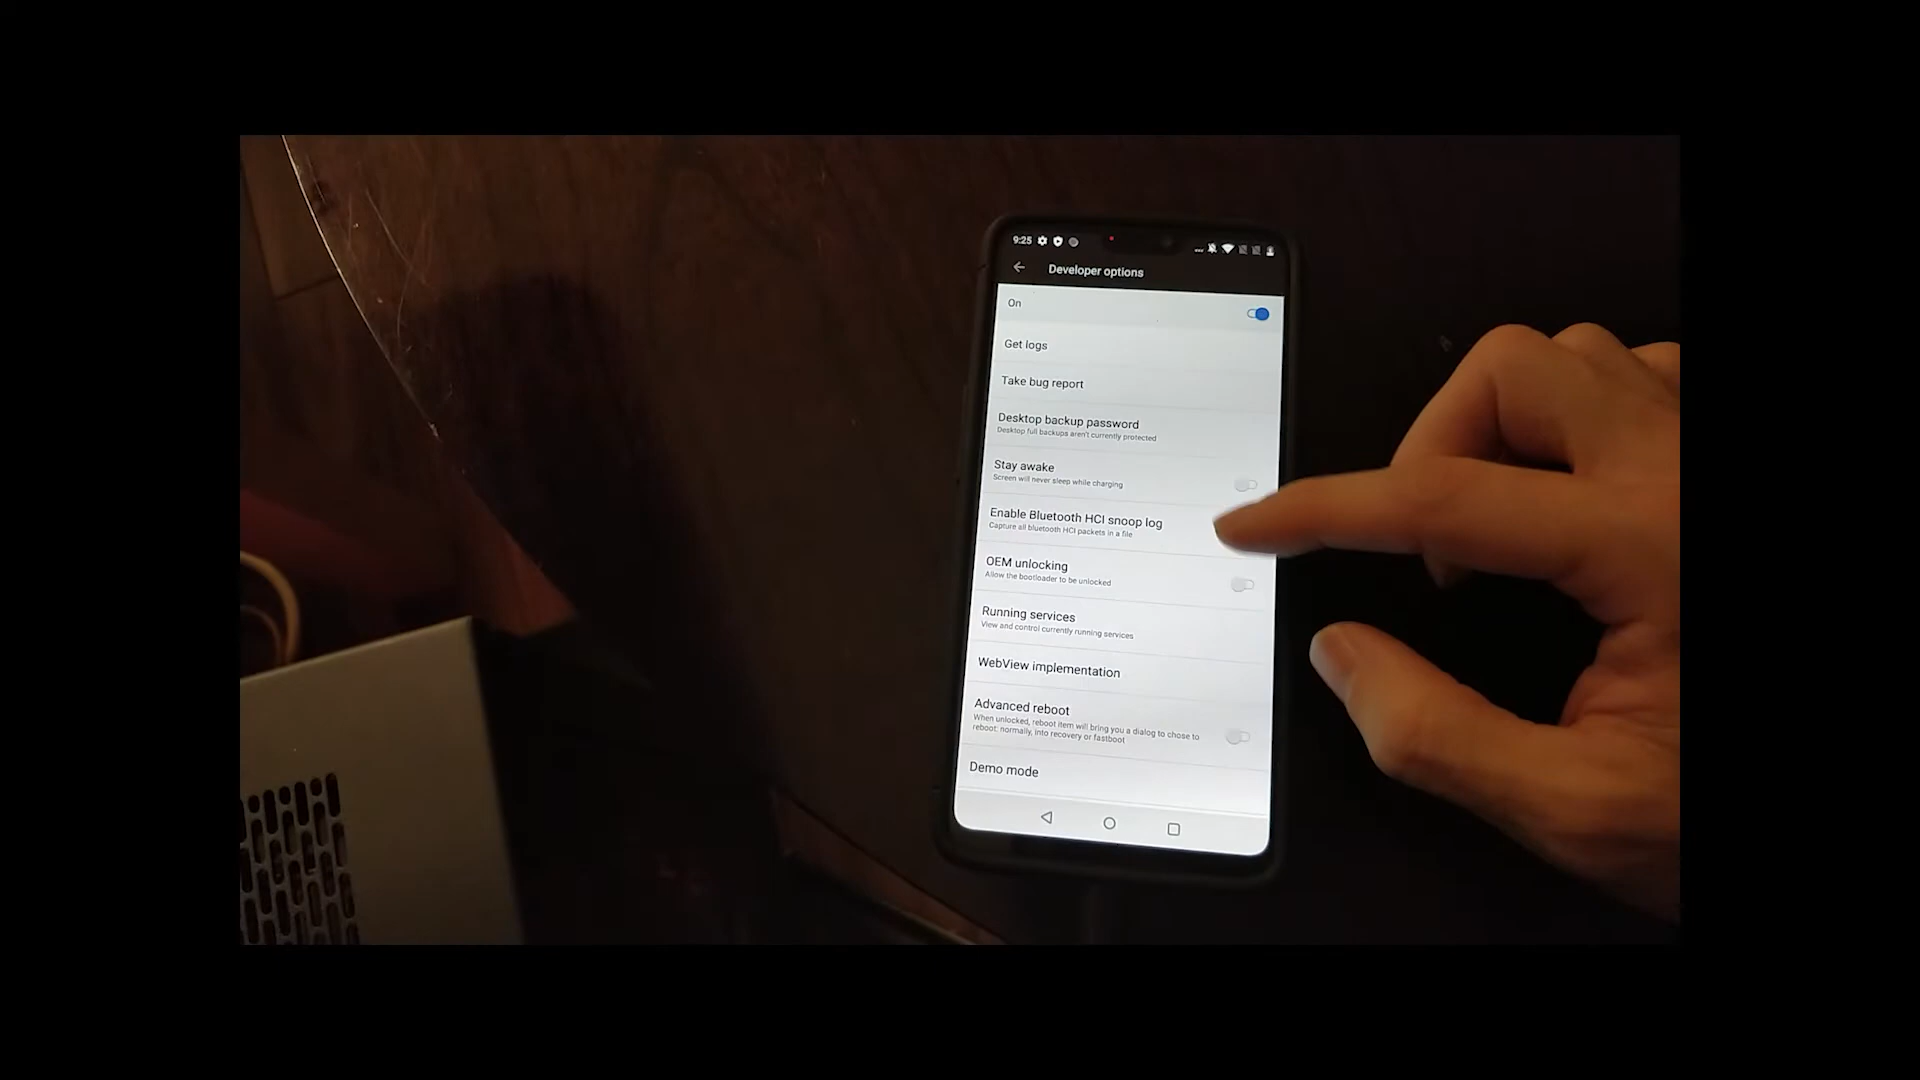 9:25
Developer options
On
Get logs
Take bug report
Desktop backup password
Desktop full backups aren't currently protected
Stay awake
Screen will never sleep while charging
Enable Bluetooth HCI snoop log
Capture all bluetooth HCI packets in a file
OEM unlocking
Allow the bootloader to be unlocked
Running services
View and control currently running services
WebView implementation
Advanced reboot
When unlocked, reboot item will bring you a dialog to chose to
reboot: normally, into recovery or fastboot
Demo mode